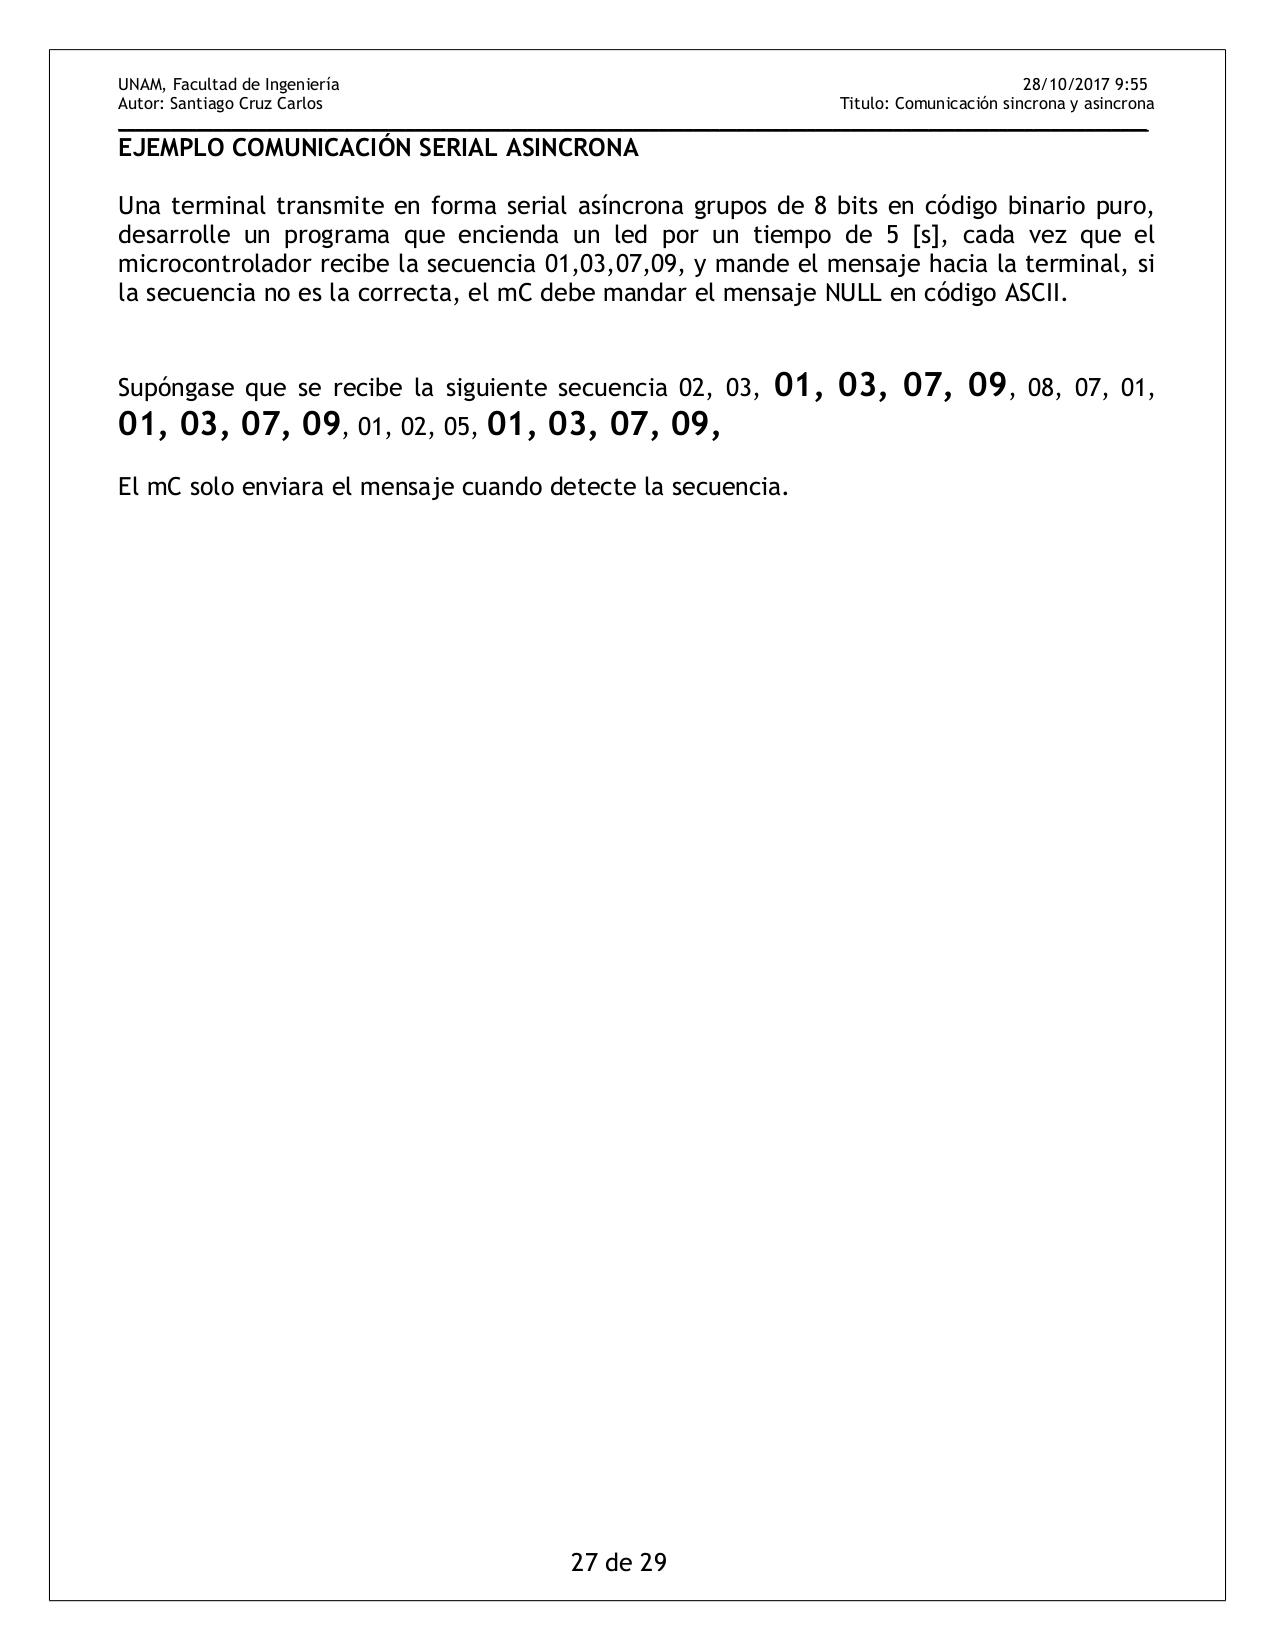 UNAM, Facultad de Ingeniería 28/10/2017 9:55
Autor: Santiago Cruz Carlos Titulo: Comunicación sincrona y asincrona
EJEMPLO COMUNICACIÓN SERIAL ASINCRONA
Una terminal transmite en forma serial asíncrona grupos de 8 bits en código binario puro,
desarrolle un programa que encienda un led por un tiempo de 5 [s], cada vez que el
microcontrolador recibe la secuencia 01,03,07,09, y mande el mensaje hacia la terminal, si
la secuencia no es la correcta, el mC debe mandar el mensaje NULL en código ASCII.
Supóngase que se recibe la siguiente secuencia 02, 03, 01, 03, 07, 09, 08, 07, 01,
01, 03, 07, 09, 01, 02, 05, 01, 03, 07, 09,
El mC solo enviara el mensaje cuando detecte la secuencia.
27 de 29